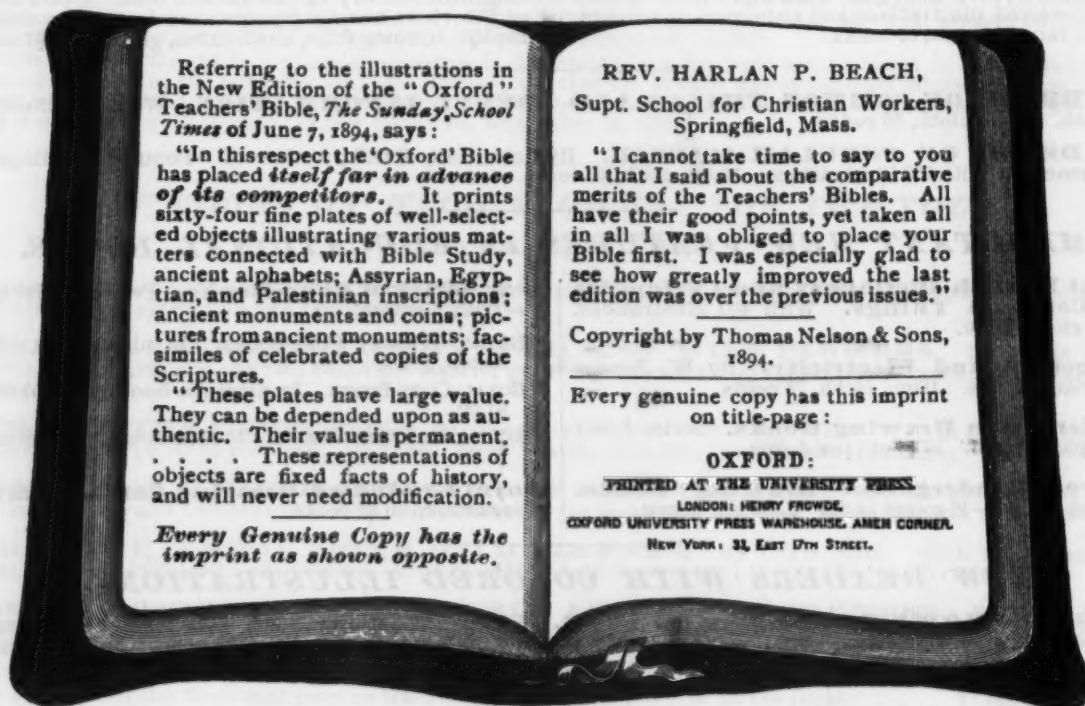 Referring to the illustrations in
the New Edition of the "Oxford"
Teachers' Bible, The Sunday School
Times of June 7, 1894, says:
"In this respect the 'Oxford' Bible
has placed itself far in advance
of its competitors. It prints
sixty-four fine plates of well-select-
ed objects illustrating various mat-
ters connected with Bible Study,
ancient alphabets; Assyrian, Egyp-
tian, and Palestinian inscriptions;
ancient monuments and coins; pic-
tures from ancient monuments; fac-
similes of celebrated copies of the
Scriptures.
"These plates have large value.
They can be depended upon as au-
thentic. Their value is permanent.
. . . . These representations of
objects are fixed facts of history,
and will never need modification.
Every Genuine Copy has the
imprint as shown opposite.
REV. HARLAN P. BEACH,
Supt. School for Christian Workers,
Springfield, Mass.
"I cannot take time to say to you
all that I said about the comparative
merits of the Teachers' Bibles. All
have their good points, yet taken all
in all I was obliged to place your
Bible first. I was especially glad to
see how greatly improved the last
edition was over the previous issues."
Copyright by Thomas Nelson & Sons,
1894.
Every genuine copy has this imprint
on title-page:
OXFORD:
PRINTED AT THE UNIVERSITY PRESS.
LONDON: HENRY FROWDE,
OXFORD UNIVERSITY PRESS WAREHOUSE, AMEN CORNER.
NEW YORK: 33, EAST 17TH STREET.